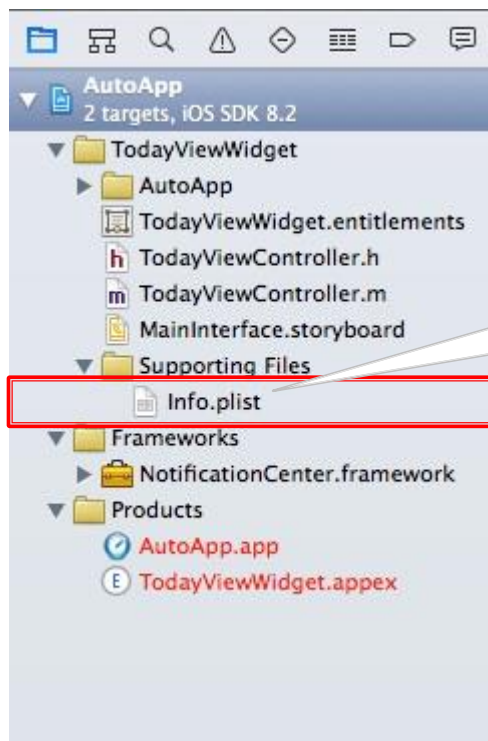 AutoApp
2 targets, iOS SDK 8.2
TodayViewWidget
AutoApp
TodayViewWidget.entitlements
h TodayViewController.h
m TodayViewController.m
MainInterface.storyboard
Supporting Files
Info.plist
Frameworks
NotificationCenter.framework
Products
AutoApp.app
E TodayViewWidget.appex